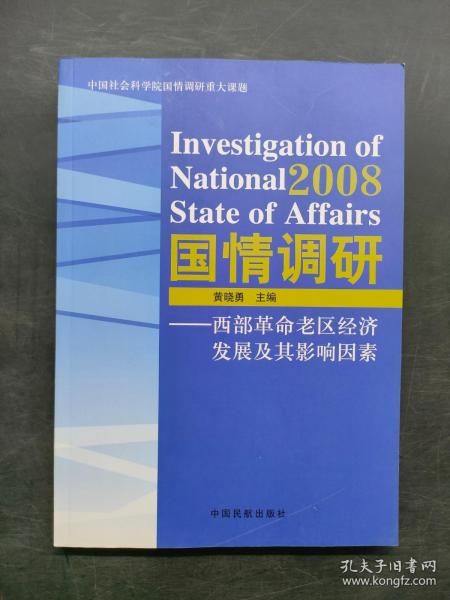 中国社会科学院国情调研重大课题
Investigation of
National 2008
State of Affairs
国情调研
黄晓勇 主编
——西部革命老区经济
发展及其影响因素
中国民航出版社
孔夫子旧书网
www.kongfz.com